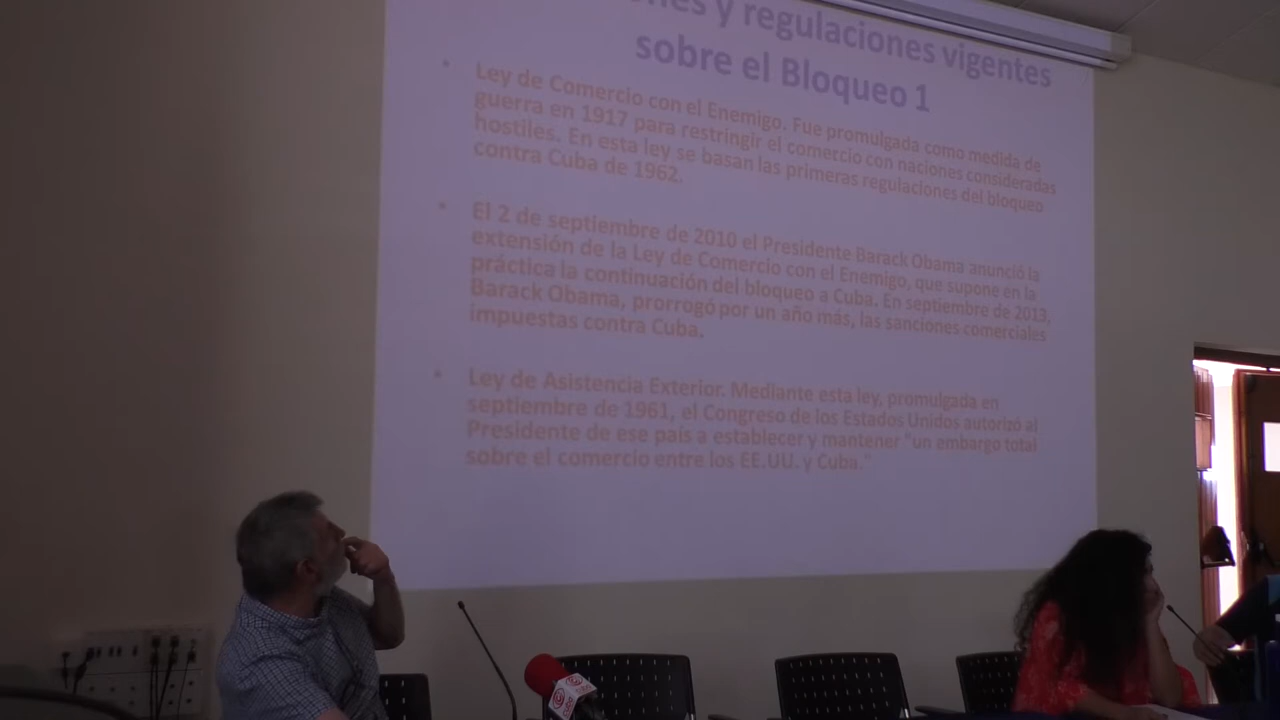 nes y regulaciones vigentes
sobre el Bloqueo 1
• Ley de Comercio con el Enemigo. Fue promulgada como medida de
guerra en 1917 para restringir el comercio con naciones consideradas
hostiles. En esta ley se basan las primeras regulaciones del bloqueo
contra Cuba de 1962.
• El 2 de septiembre de 2010 el Presidente Barack Obama anunció la
extensión de la Ley de Comercio con el Enemigo, que supone en la
práctica la continuación del bloqueo a Cuba. En septiembre de 2013,
Barack Obama, prorrogó por un año más, las sanciones comerciales
impuestas contra Cuba.
• Ley de Asistencia Exterior. Mediante esta ley, promulgada en
septiembre de 1961, el Congreso de los Estados Unidos autorizó al
Presidente de ese país a establecer y mantener "un embargo total
sobre el comercio entre los EE.UU. y Cuba."